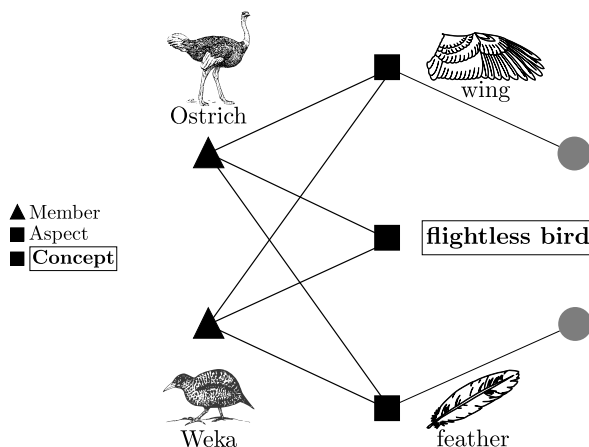 Ostrich
wing
Member
Aspect
Concept
flightless bird
Weka
feather